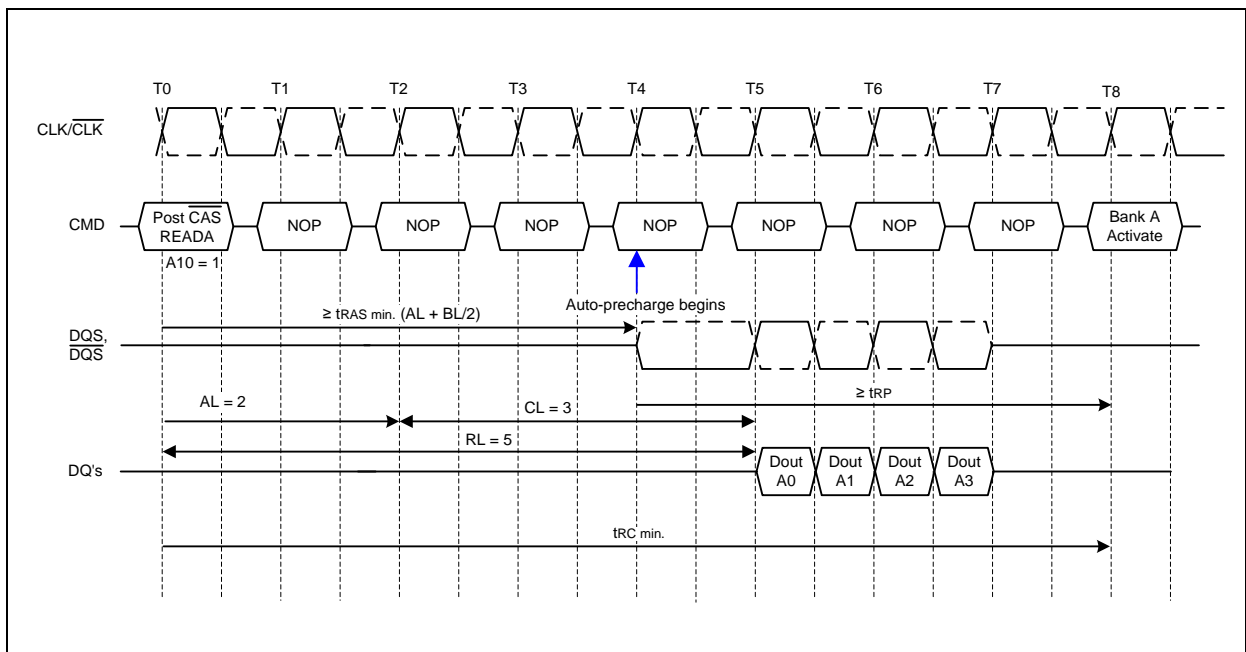 T0 T1 T2 T3 T4 T5 T6 T7 T8
CLK/CLK
CMD
Post CAS
READA
NOP NOP NOP NOP NOP NOP NOP
Bank A
Activate
A10 = 1
Auto-precharge begins
≥ tRAS min. (AL + BL/2)
DQS,
DQS
≥ tRP
AL = 2
CL = 3
RL = 5
DQ's
Dout
A0
Dout
A1
Dout
A2
Dout
A3
tRC min.